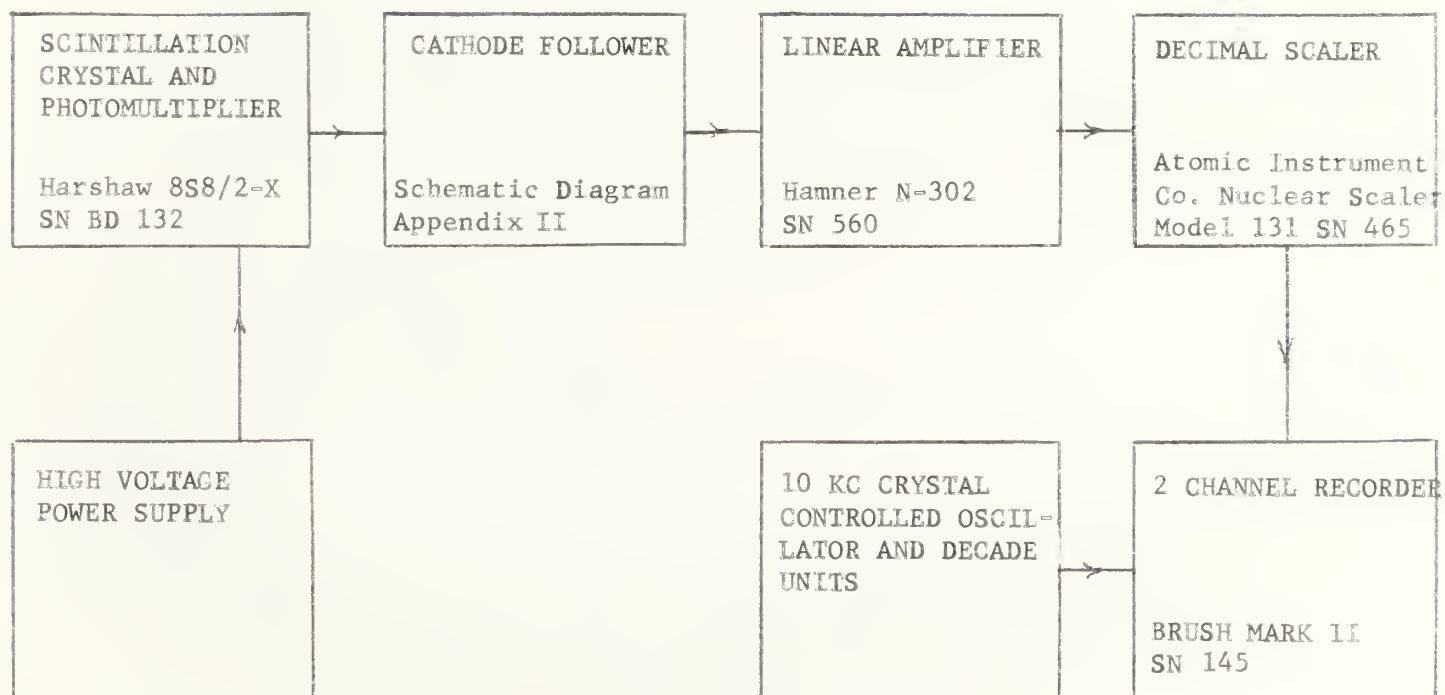 SCINTILLATION
CRYSTAL AND
PHOTOMULTIPLIER
Harshaw 8S8/2-X
SN BD 132
CATHODE FOLLOWER
Schematic Diagram
Appendix II
LINEAR AMPLIFIER
Hamner N-302
SN 560
DECIMAL SCALER
Atomic Instrument
Co. Nuclear Scaler
Model 131 SN 465
HIGH VOLTAGE
POWER SUPPLY
10 KC CRYSTAL
CONTROLLED OSCIL-
LATOR AND DECADE
UNITS
2 CHANNEL RECORDER
BRUSH MARK II
SN 145